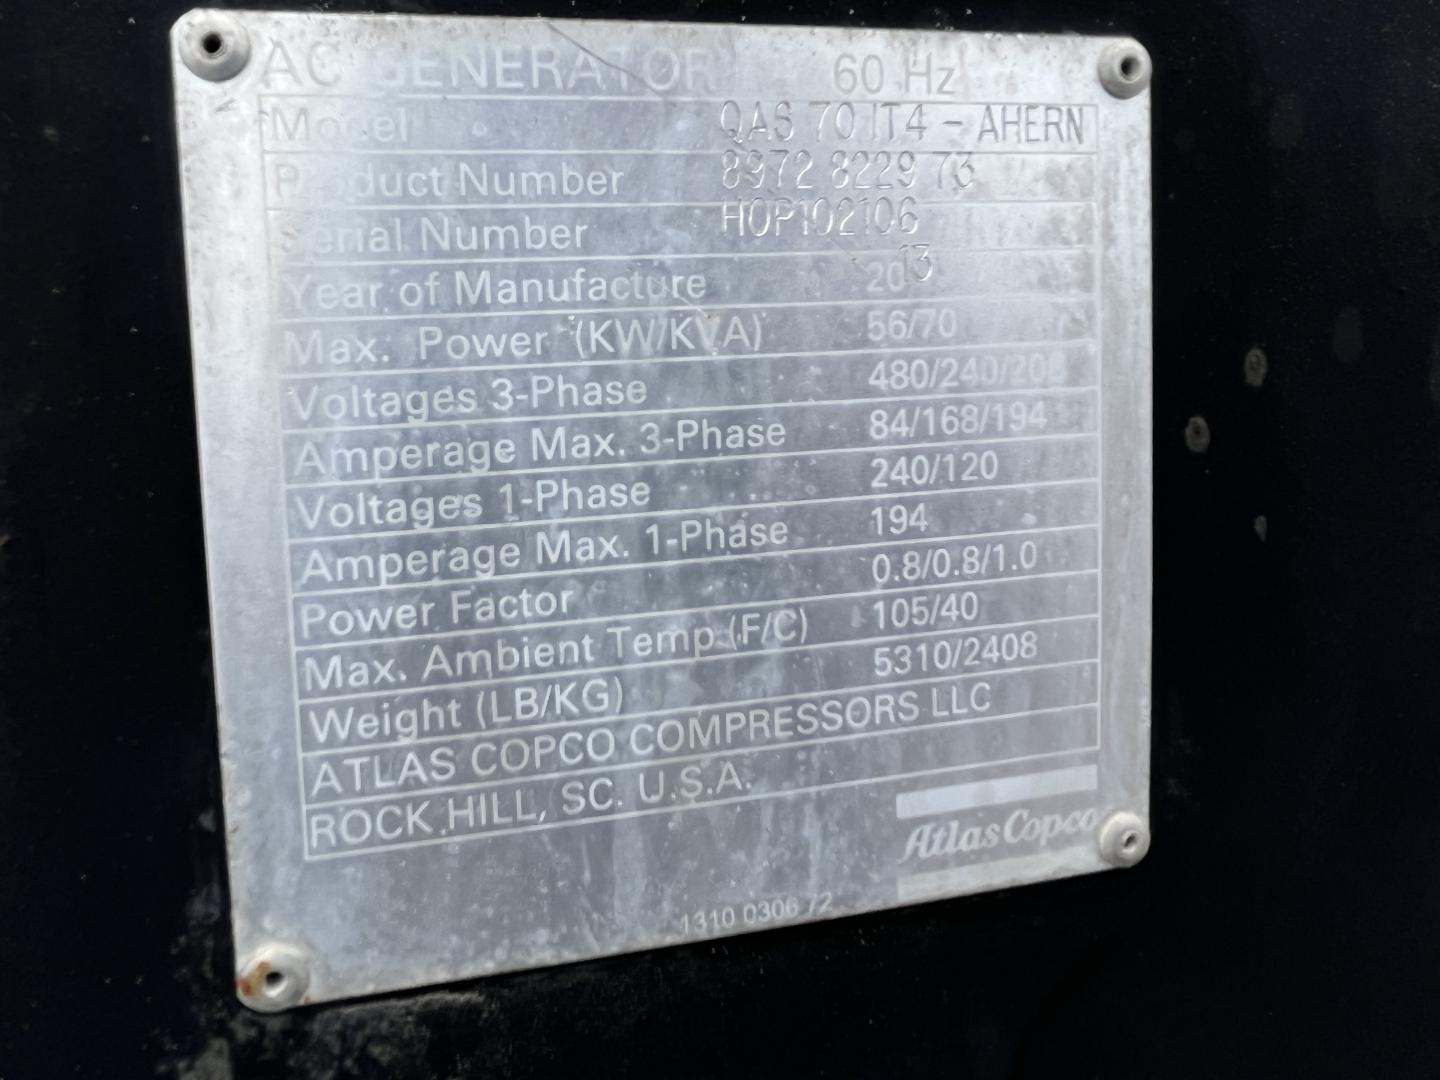 AC GENERATOR 60 Hz
Model QAS 70 IT4 - AHERN
Product Number 8972 8229 73
Serial Number HOP102106
Year of Manufacture 2013
Max. Power (KW/KVA) 56/70
Voltages 3-Phase 480/240/208
Amperage Max. 3-Phase 84/168/194
Voltages 1-Phase 240/120
Amperage Max. 1-Phase 194
Power Factor 0.8/0.8/1.0
Max. Ambient Temp.(F/C) 105/40
Weight (LB/KG) 5310/2408
ATLAS COPCO COMPRESSORS LLC
ROCK HILL, SC. U.S.A.
Atlas Copco
1310 0306 72